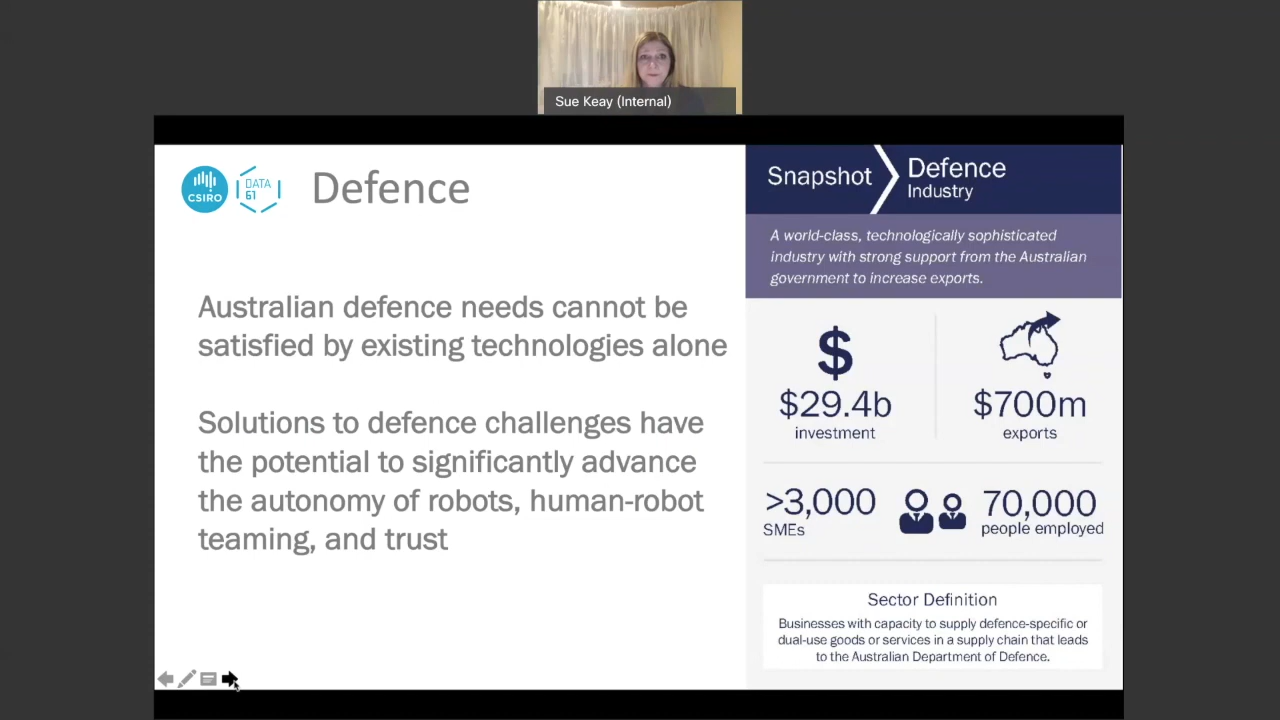 Sue Keay (Internal)
CSIRO
DATA
61
Defence
Australian defence needs cannot be
satisfied by existing technologies alone
Solutions to defence challenges have
the potential to significantly advance
the autonomy of robots, human-robot
teaming, and trust
Snapshot
Defence
Industry
A world-class, technologically sophisticated
industry with strong support from the Australian
government to increase exports.
$
$29.4b
investment
$700m
exports
>3,000
SMEs
70,000
people employed
Sector Definition
Businesses with capacity to supply defence-specific or
dual-use goods or services in a supply chain that leads
to the Australian Department of Defence.